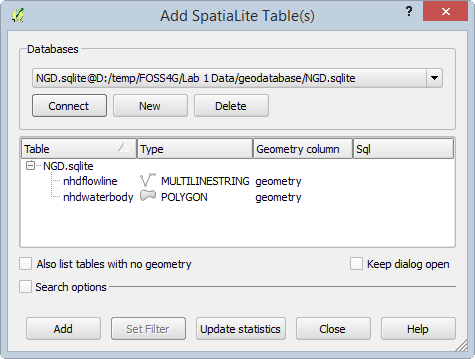 Add SpatiaLite Table(s)
?
Databases
NGD.sqlite@D:/temp/FOSS4G/Lab 1 Data/geodatabase/NGD.sqlite
Connect New Delete
Table Type Geometry column Sql
NGD.sqlite
nhdflowline MULTILINESTRING geometry
nhdwaterbody POLYGON geometry
Also list tables with no geometry Keep dialog open
Search options
Add Set Filter Update statistics Close Help